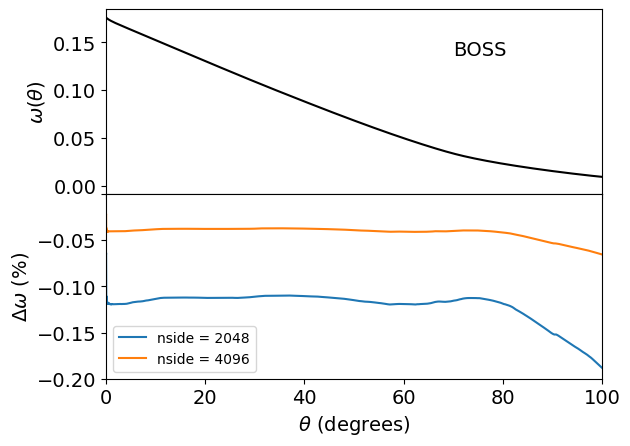 BOSS
ω(θ)
0.15
0.10
0.05
0.00
Δω (%)
−0.05
−0.10
−0.15
−0.20
nside = 2048
nside = 4096
0 20 40 60 80 100
θ (degrees)